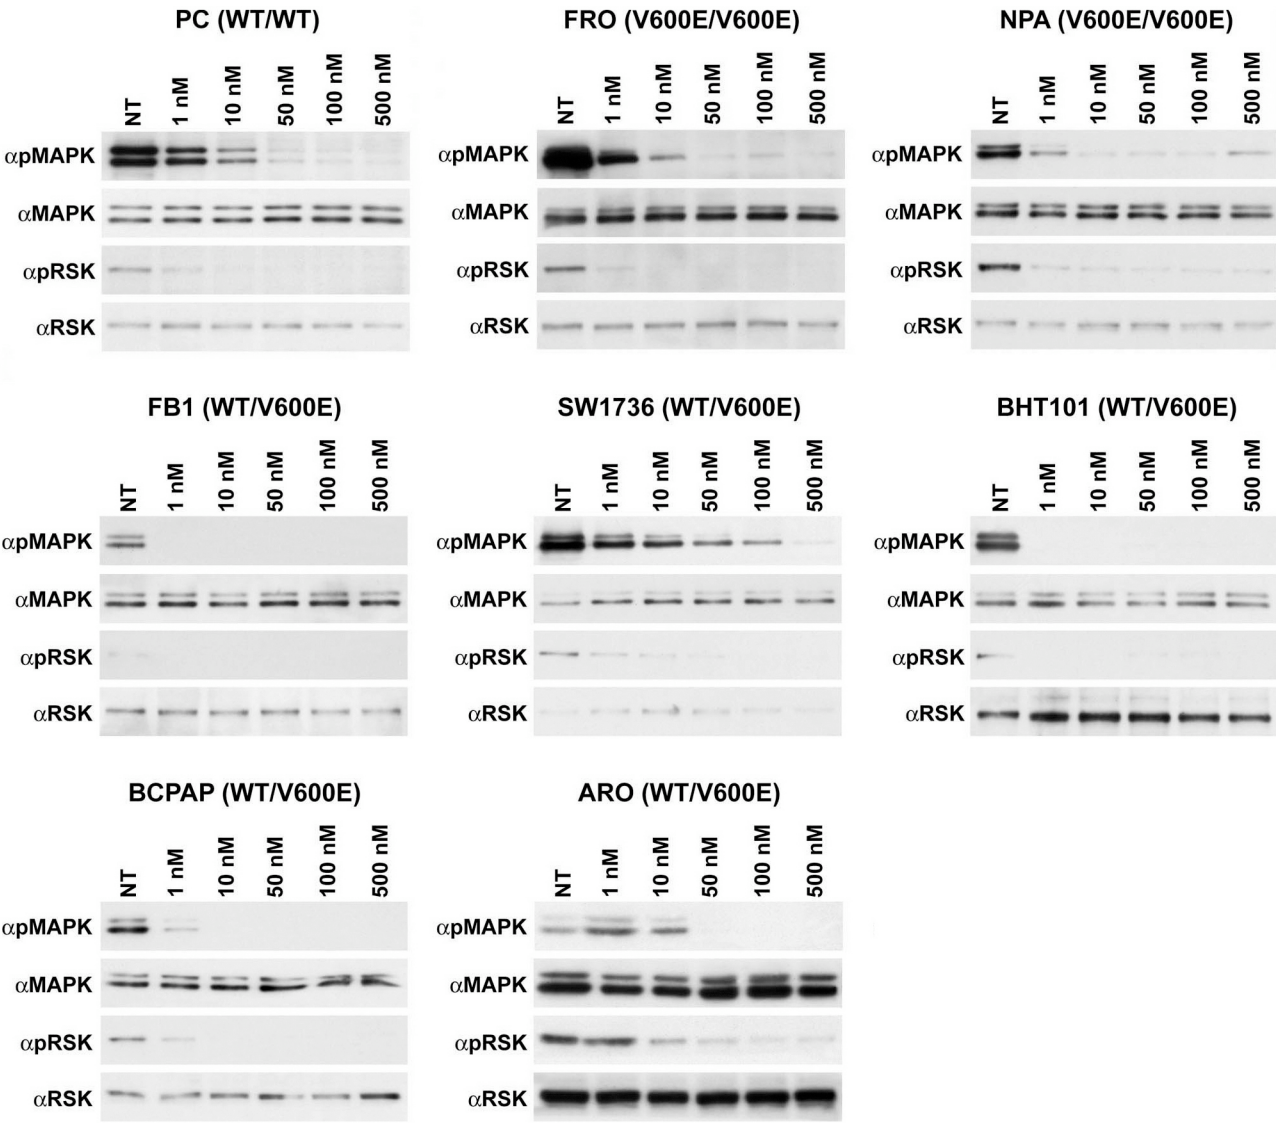 PC (WT/WT)
NT 1 nM 10 nM 50 nM 100 nM 500 nM
αpMAPK
αMAPK
αpRSK
αRSK
FRO (V600E/V600E)
NT 1 nM 10 nM 50 nM 100 nM 500 nM
αpMAPK
αMAPK
αpRSK
αRSK
NPA (V600E/V600E)
NT 1 nM 10 nM 50 nM 100 nM 500 nM
αpMAPK
αMAPK
αpRSK
αRSK
FB1 (WT/V600E)
NT 1 nM 10 nM 50 nM 100 nM 500 nM
αpMAPK
αMAPK
αpRSK
αRSK
SW1736 (WT/V600E)
NT 1 nM 10 nM 50 nM 100 nM 500 nM
αpMAPK
αMAPK
αpRSK
αRSK
BHT101 (WT/V600E)
NT 1 nM 10 nM 50 nM 100 nM 500 nM
αpMAPK
αMAPK
αpRSK
αRSK
BCPAP (WT/V600E)
NT 1 nM 10 nM 50 nM 100 nM 500 nM
αpMAPK
αMAPK
αpRSK
αRSK
ARO (WT/V600E)
NT 1 nM 10 nM 50 nM 100 nM 500 nM
αpMAPK
αMAPK
αpRSK
αRSK